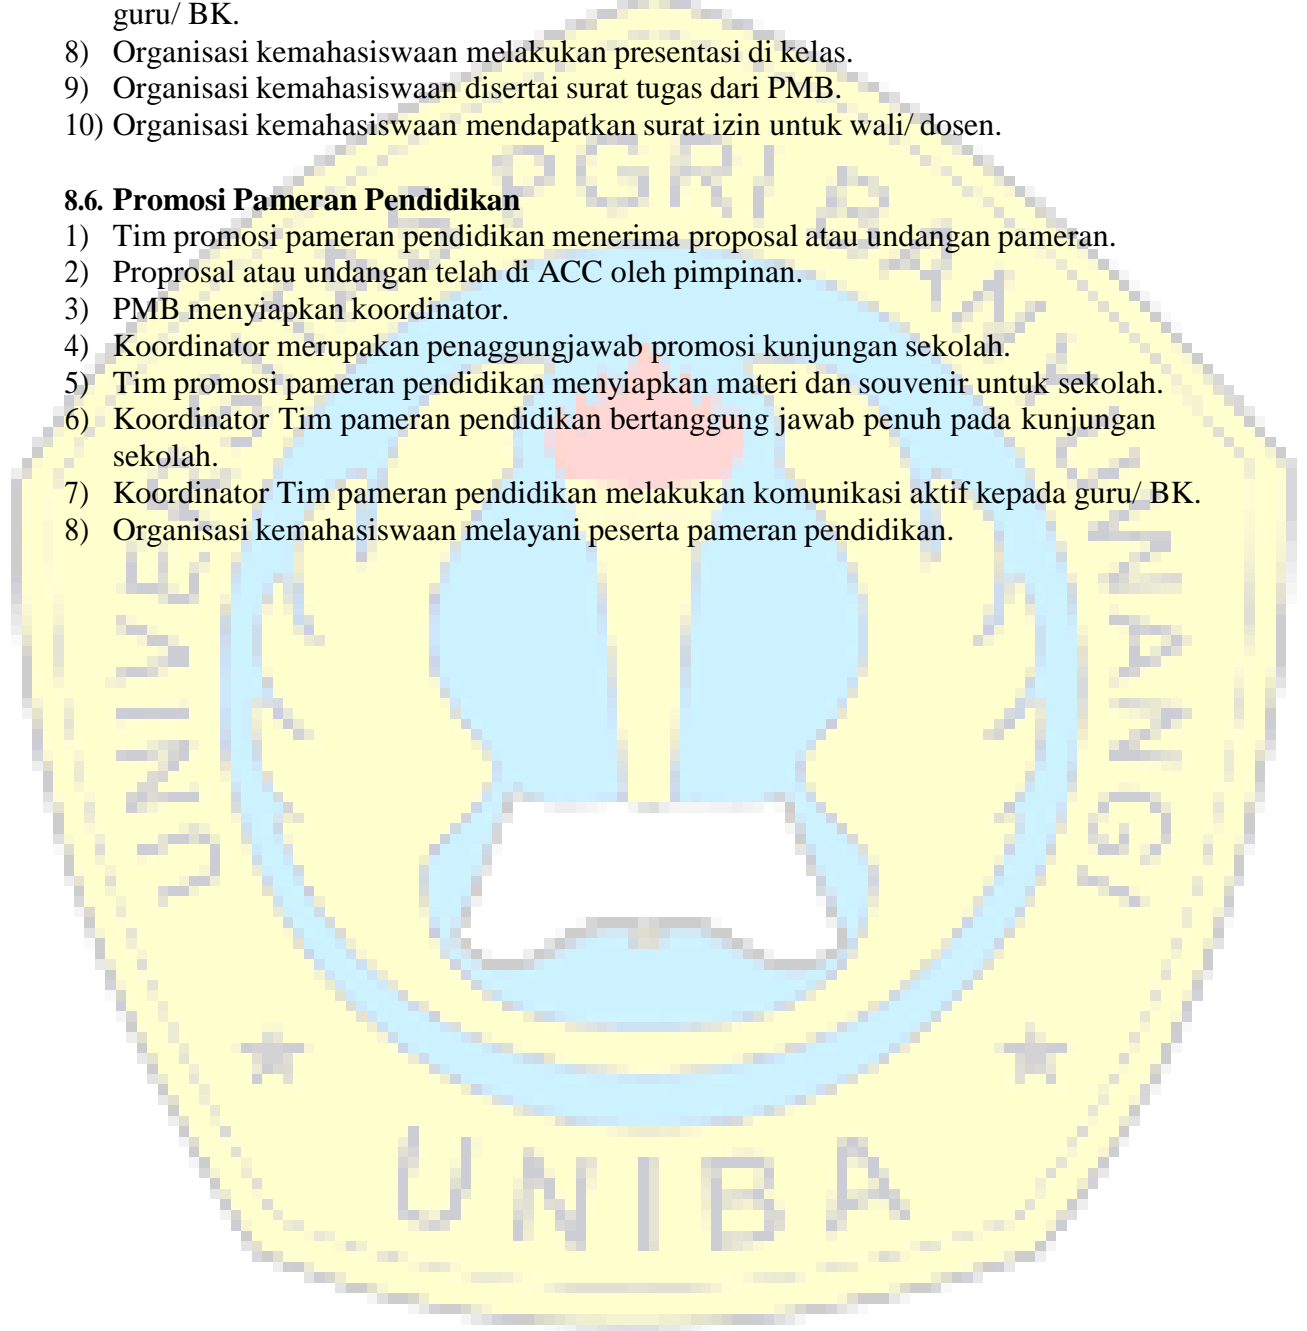 guru/ BK.
8) Organisasi kemahasiswaan melakukan presentasi di kelas.
9) Organisasi kemahasiswaan disertai surat tugas dari PMB.
10) Organisasi kemahasiswaan mendapatkan surat izin untuk wali/ dosen.
8.6. Promosi Pameran Pendidikan
1) Tim promosi pameran pendidikan menerima proposal atau undangan pameran.
2) Proprosal atau undangan telah di ACC oleh pimpinan.
3) PMB menyiapkan koordinator.
4) Koordinator merupakan penaggungjawab promosi kunjungan sekolah.
5) Tim promosi pameran pendidikan menyiapkan materi dan souvenir untuk sekolah.
6) Koordinator Tim pameran pendidikan bertanggung jawab penuh pada kunjungan
sekolah.
7) Koordinator Tim pameran pendidikan melakukan komunikasi aktif kepada guru/ BK.
8) Organisasi kemahasiswaan melayani peserta pameran pendidikan.
UNIVERSITAS PGRI BANYUWANGI
UNIBA